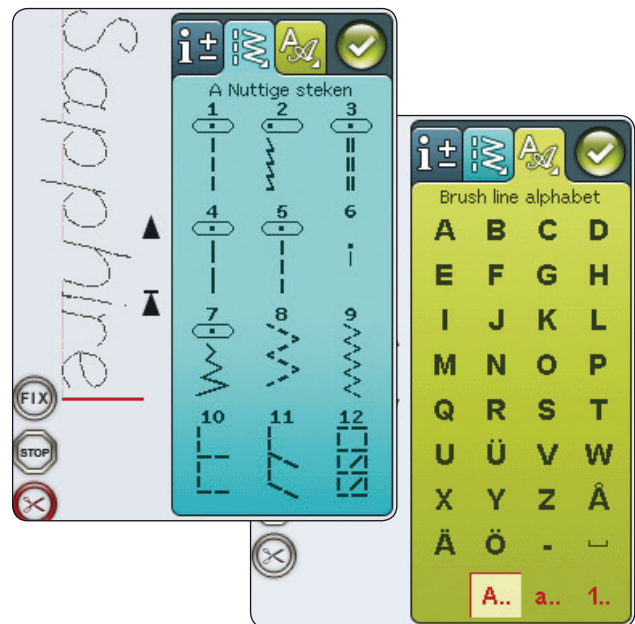 Sapphire
i ±
A Nuttige steken
1 2 3
4 5 6
7 8 9
10 11 12
FIX
STOP
i ±
Brush line alphabet
A B C D
E F G H
I J K L
M N O P
Q R S T
U Ü V W
X Y Z Å
Ä Ö - ⎵
A.. a.. 1..